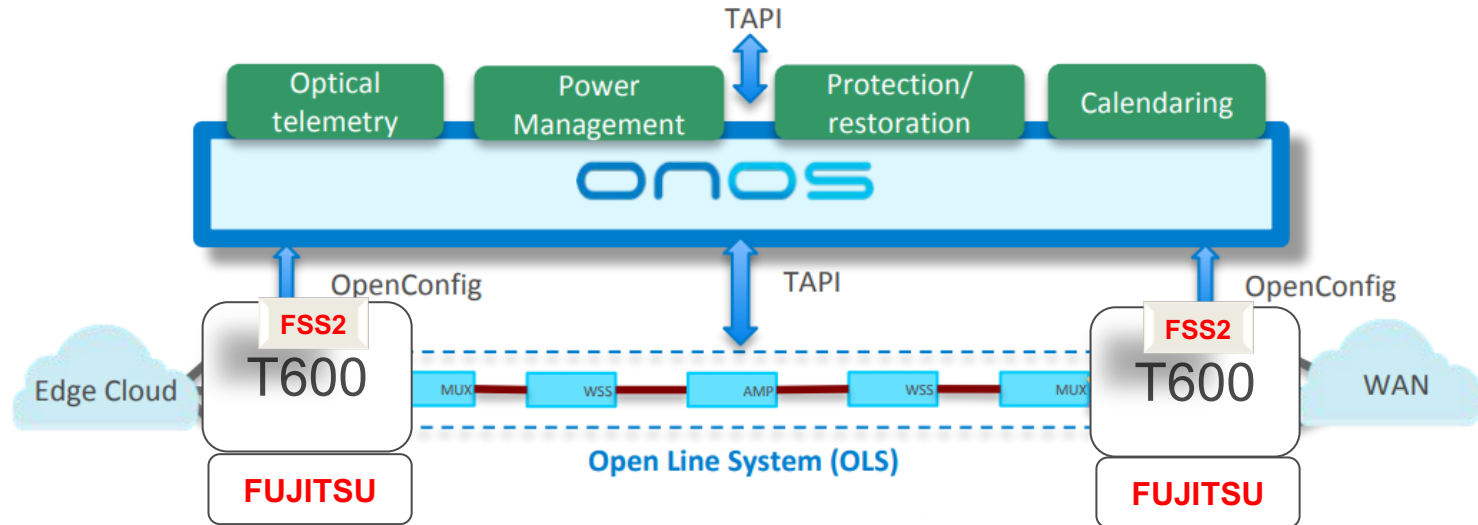 TAPI
Optical
telemetry
Power
Management
Protection/
restoration
Calendaring
onos
OpenConfig
TAPI
OpenConfig
FSS2
T600
FSS2
T600
Edge Cloud
MUX
WSS
AMP
WSS
MUX
WAN
Open Line System (OLS)
FUJITSU
FUJITSU